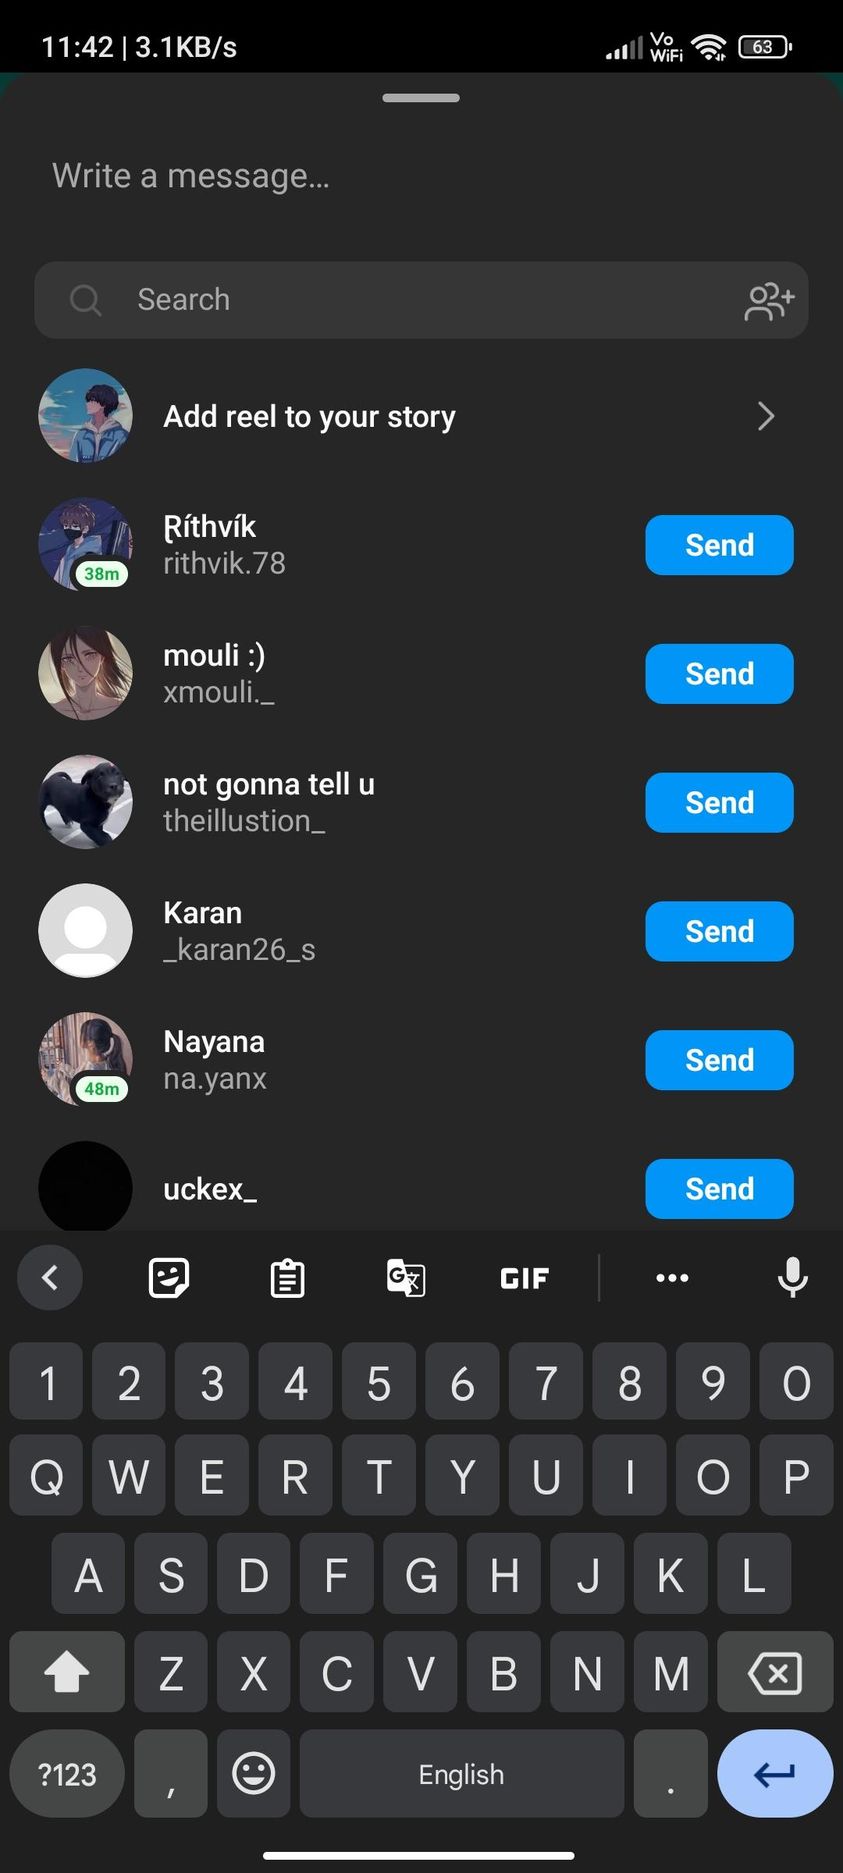 11:42 | 3.1KB/s Vo WiFi 63
Write a message...
Search
Add reel to your story
Ɽíthvík
rithvik.78
38m
Send
mouli :)
xmouli._
Send
not gonna tell u
theillustion_
Send
Karan
_karan26_s
Send
Nayana
na.yanx
48m
Send
uckex_
Send
GIF
1 2 3 4 5 6 7 8 9 0
Q W E R T Y U I O P
A S D F G H J K L
Z X C V B N M
?123 , English .